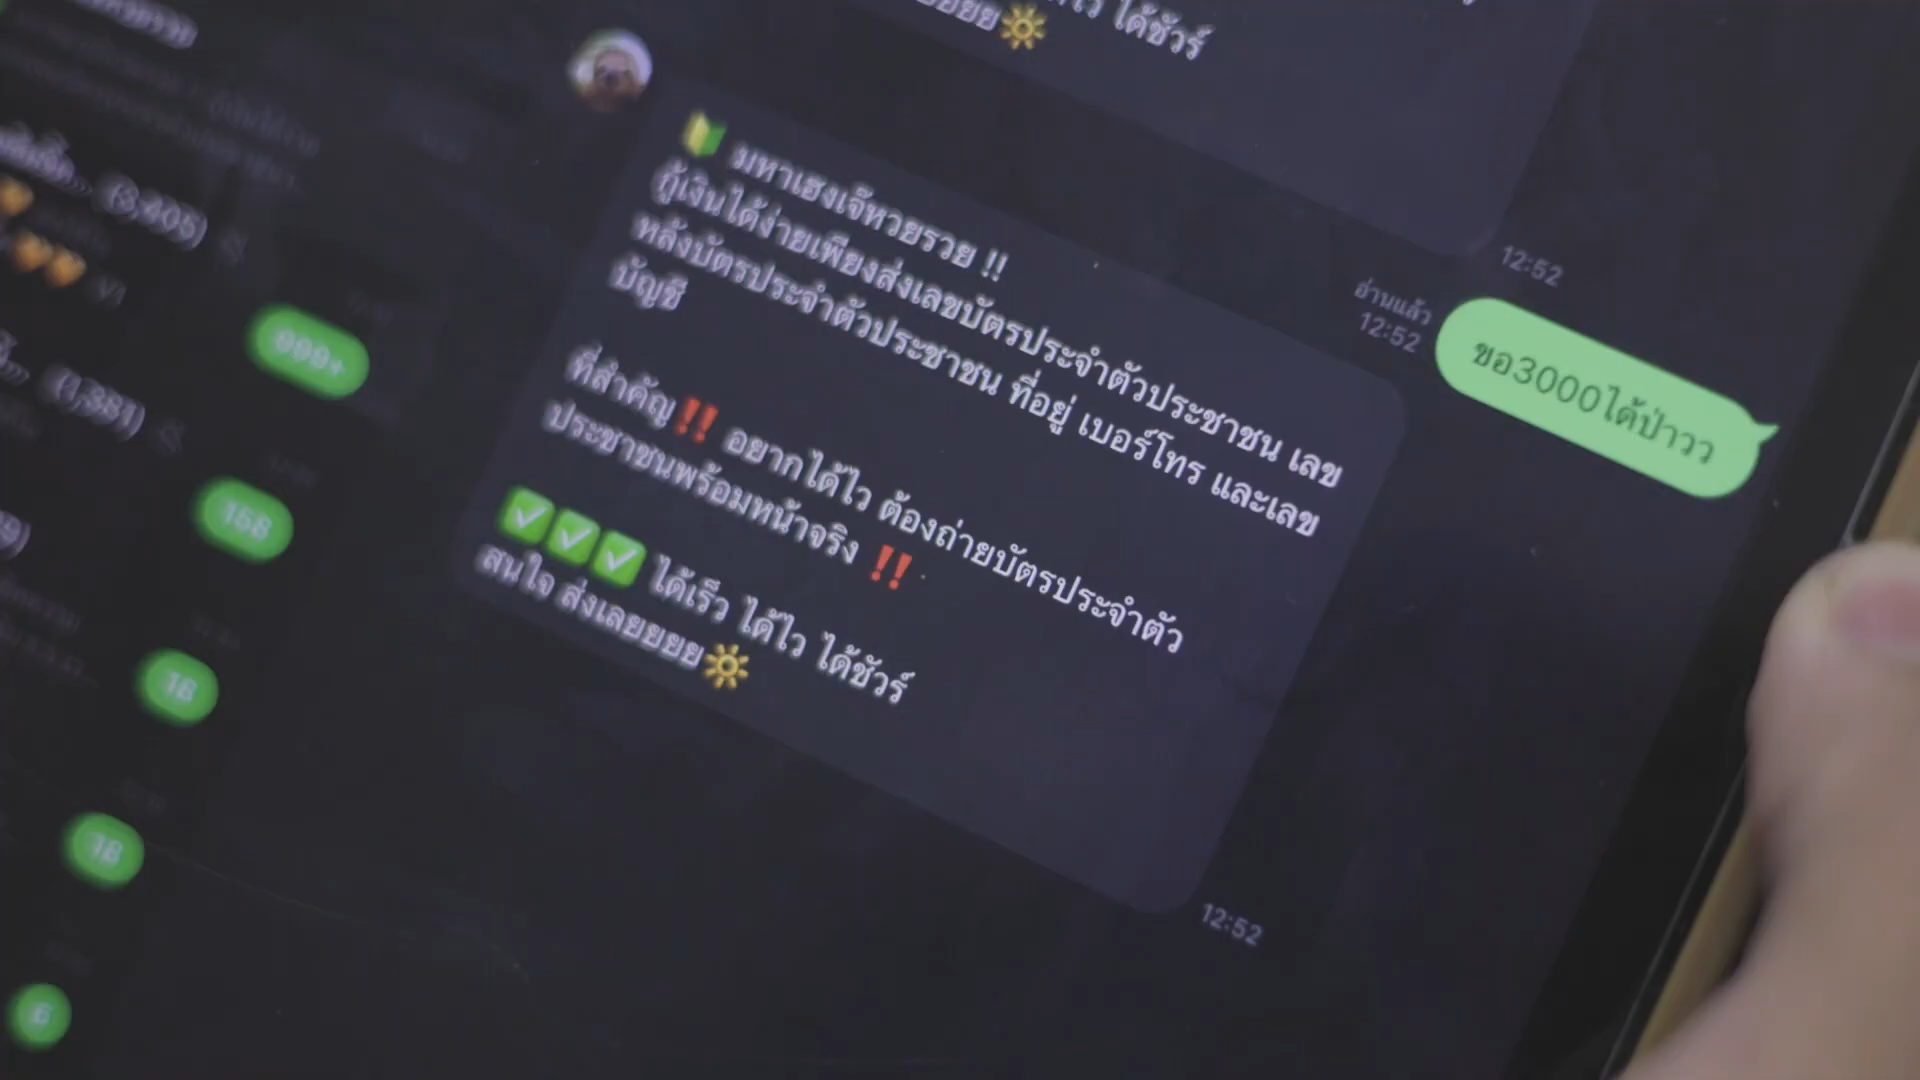 ได้ชัวร์
12:52
อ่านแล้ว
12:52
ขอ3000ได้ป่าวว
🔰 มหาเฮงเจ๊หวยรวย !!
กู้เงินได้ง่ายเพียงส่งเลขบัตรประจำตัวประชาชน เลข
หลังบัตรประจำตัวประชาชน ที่อยู่ เบอร์โทร และเลข
บัญชี
ที่สำคัญ‼️ อยากได้ไว ต้องถ่ายบัตรประจำตัว
ประชาชนพร้อมหน้าจริง ‼️
✅✅✅ ได้เร็ว ได้ไว ได้ชัวร์
สนใจ ส่งเลยยยย🔆
12:52
(3,405)
999+
(1,381)
158
18
18
6